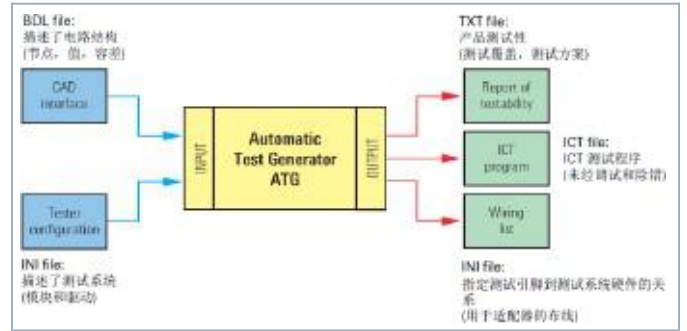 BDL file:
描述了电路结构
(节点，值，容差)
CAD
interface
Tester
configuration
INI file:
描述了测试系统
(模块和驱动)
INPUT
Automatic
Test Generator
ATG
OUTPUT
TXT file:
产品测试性
(测试覆盖，测试方案)
Report of
testability
ICT
program
ICT file:
ICT 测试程序
(未经调试和除错)
Wiring
list
INI file:
指定测试引脚到测试系统硬件的关
系
(用于适配器的布线)